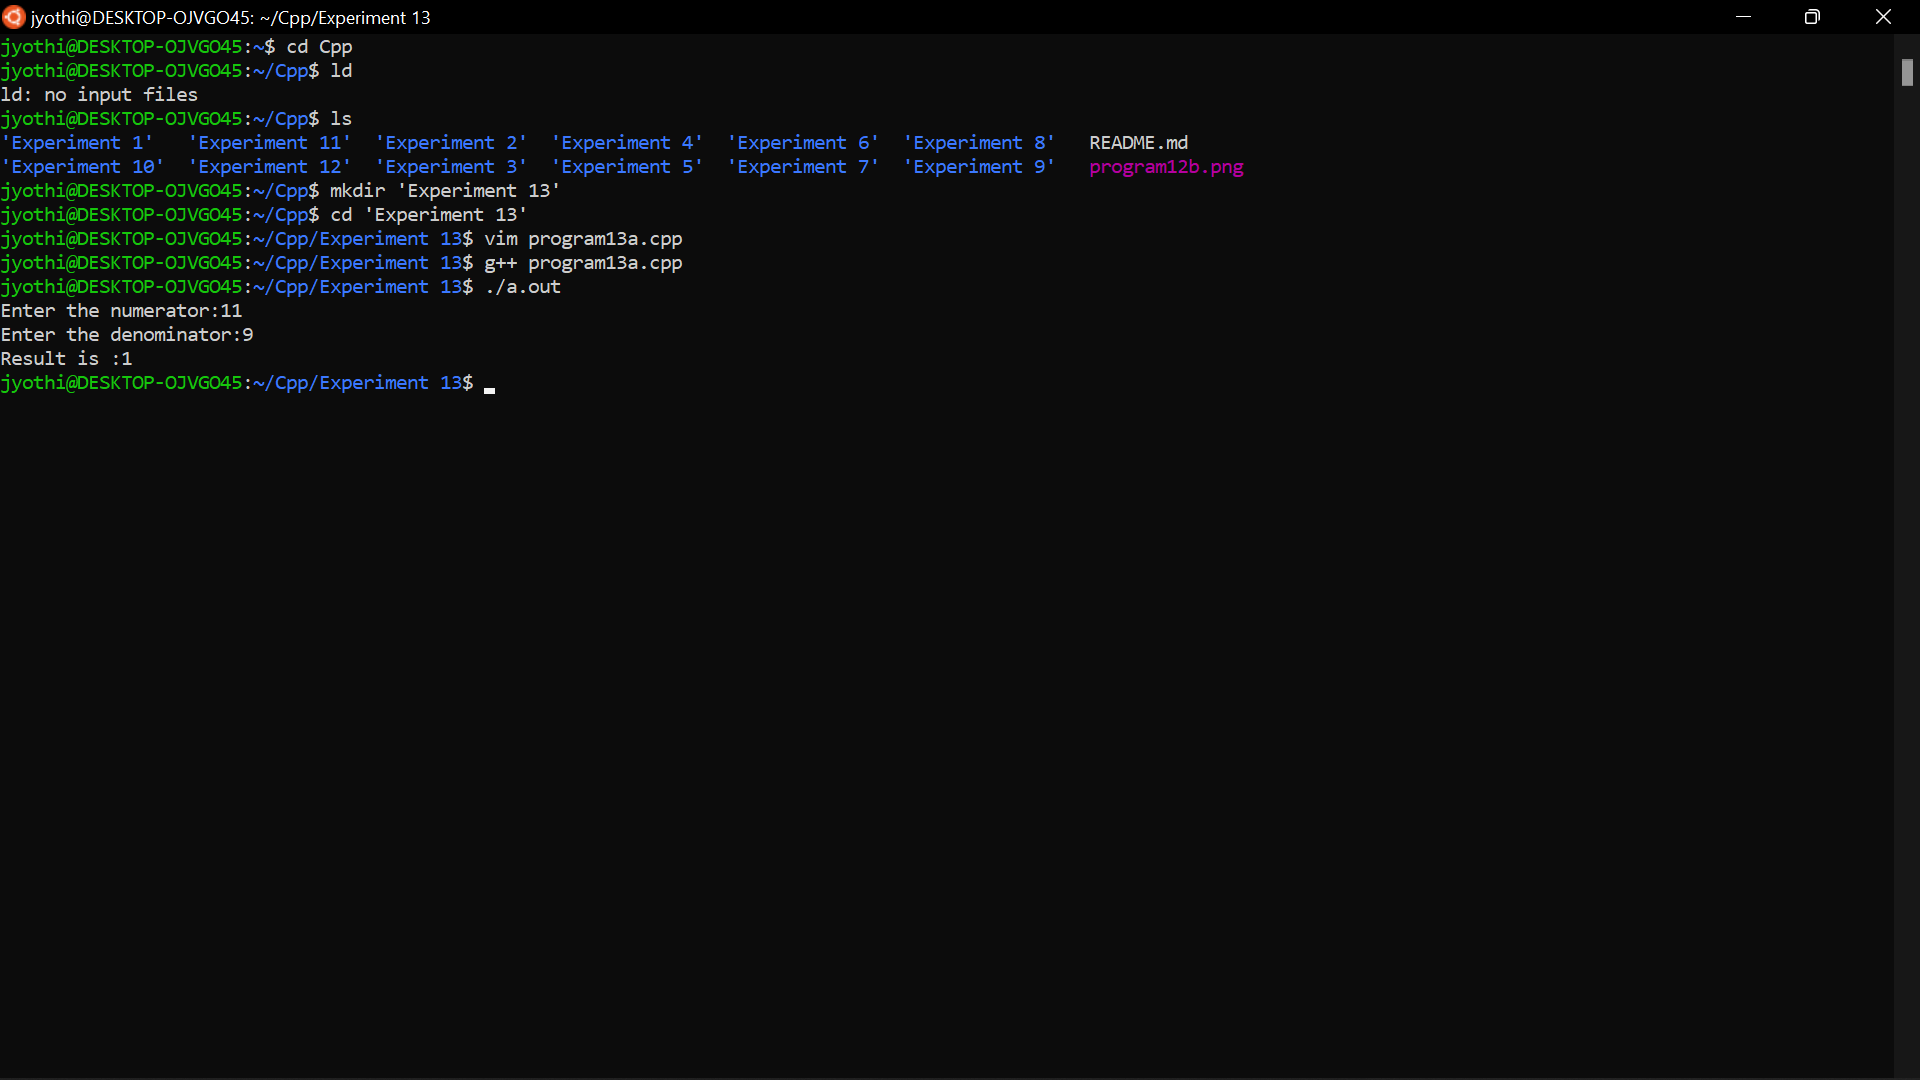 jyothi@DESKTOP-OJVGO45: ~/Cpp/Experiment 13
jyothi@DESKTOP-OJVGO45:~$ cd Cpp
jyothi@DESKTOP-OJVGO45:~/Cpp$ ld
ld: no input files
jyothi@DESKTOP-OJVGO45:~/Cpp$ ls
'Experiment 1'   'Experiment 11'  'Experiment 2'  'Experiment 4'  'Experiment 6'  'Experiment 8'   README.md
'Experiment 10'  'Experiment 12'  'Experiment 3'  'Experiment 5'  'Experiment 7'  'Experiment 9'   program12b.png
jyothi@DESKTOP-OJVGO45:~/Cpp$ mkdir 'Experiment 13'
jyothi@DESKTOP-OJVGO45:~/Cpp$ cd 'Experiment 13'
jyothi@DESKTOP-OJVGO45:~/Cpp/Experiment 13$ vim program13a.cpp
jyothi@DESKTOP-OJVGO45:~/Cpp/Experiment 13$ g++ program13a.cpp
jyothi@DESKTOP-OJVGO45:~/Cpp/Experiment 13$ ./a.out
Enter the numerator:11
Enter the denominator:9
Result is :1
jyothi@DESKTOP-OJVGO45:~/Cpp/Experiment 13$